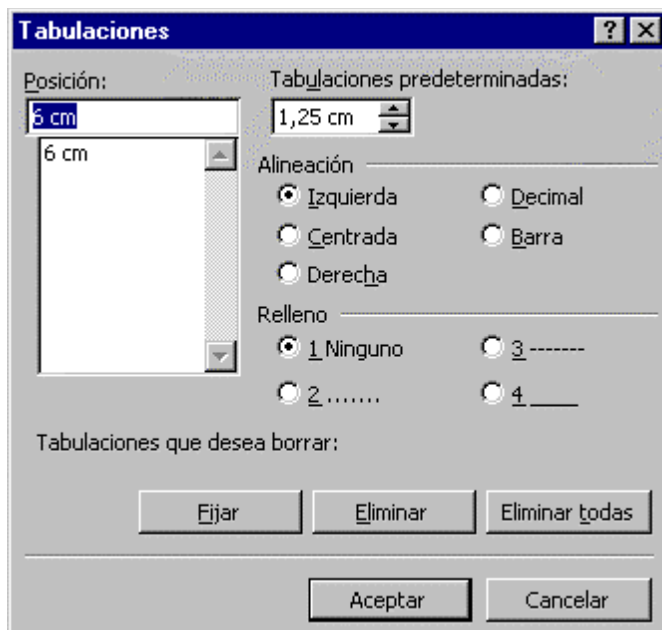 Tabulaciones
Posición:
Tabulaciones predeterminadas:
6 cm
1,25 cm
6 cm
Alineación
Izquierda
Decimal
Centrada
Barra
Derecha
Relleno
1 Ninguno
3 -------
2 .......
4 ____
Tabulaciones que desea borrar:
Fijar
Eliminar
Eliminar todas
Aceptar
Cancelar